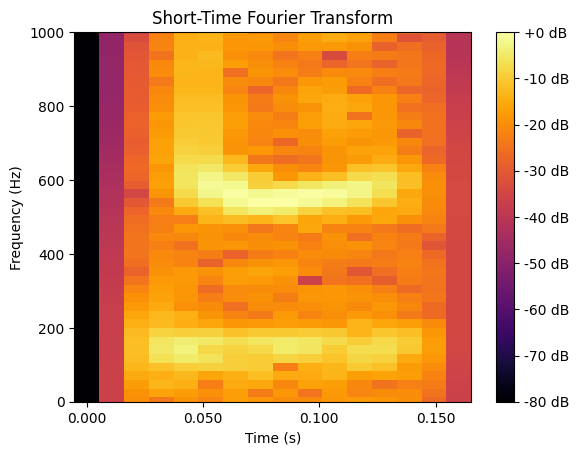 Short-Time Fourier Transform
1000
800
600
400
200
0
Frequency (Hz)
0.000
0.050
0.100
0.150
Time (s)
+0 dB
-10 dB
-20 dB
-30 dB
-40 dB
-50 dB
-60 dB
-70 dB
-80 dB